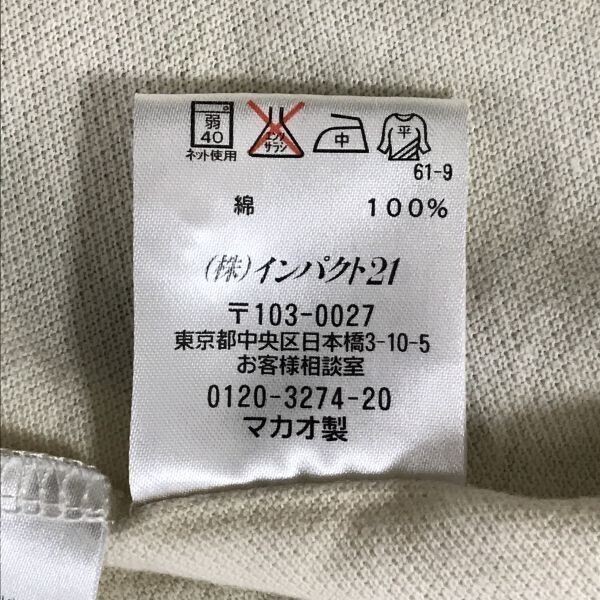 弱
40
ネット使用
エンソ
サラシ
中
平
61-9
綿 100%
(株)インパクト21
〒103-0027
東京都中央区日本橋3-10-5
お客様相談室
0120-3274-20
マカオ製